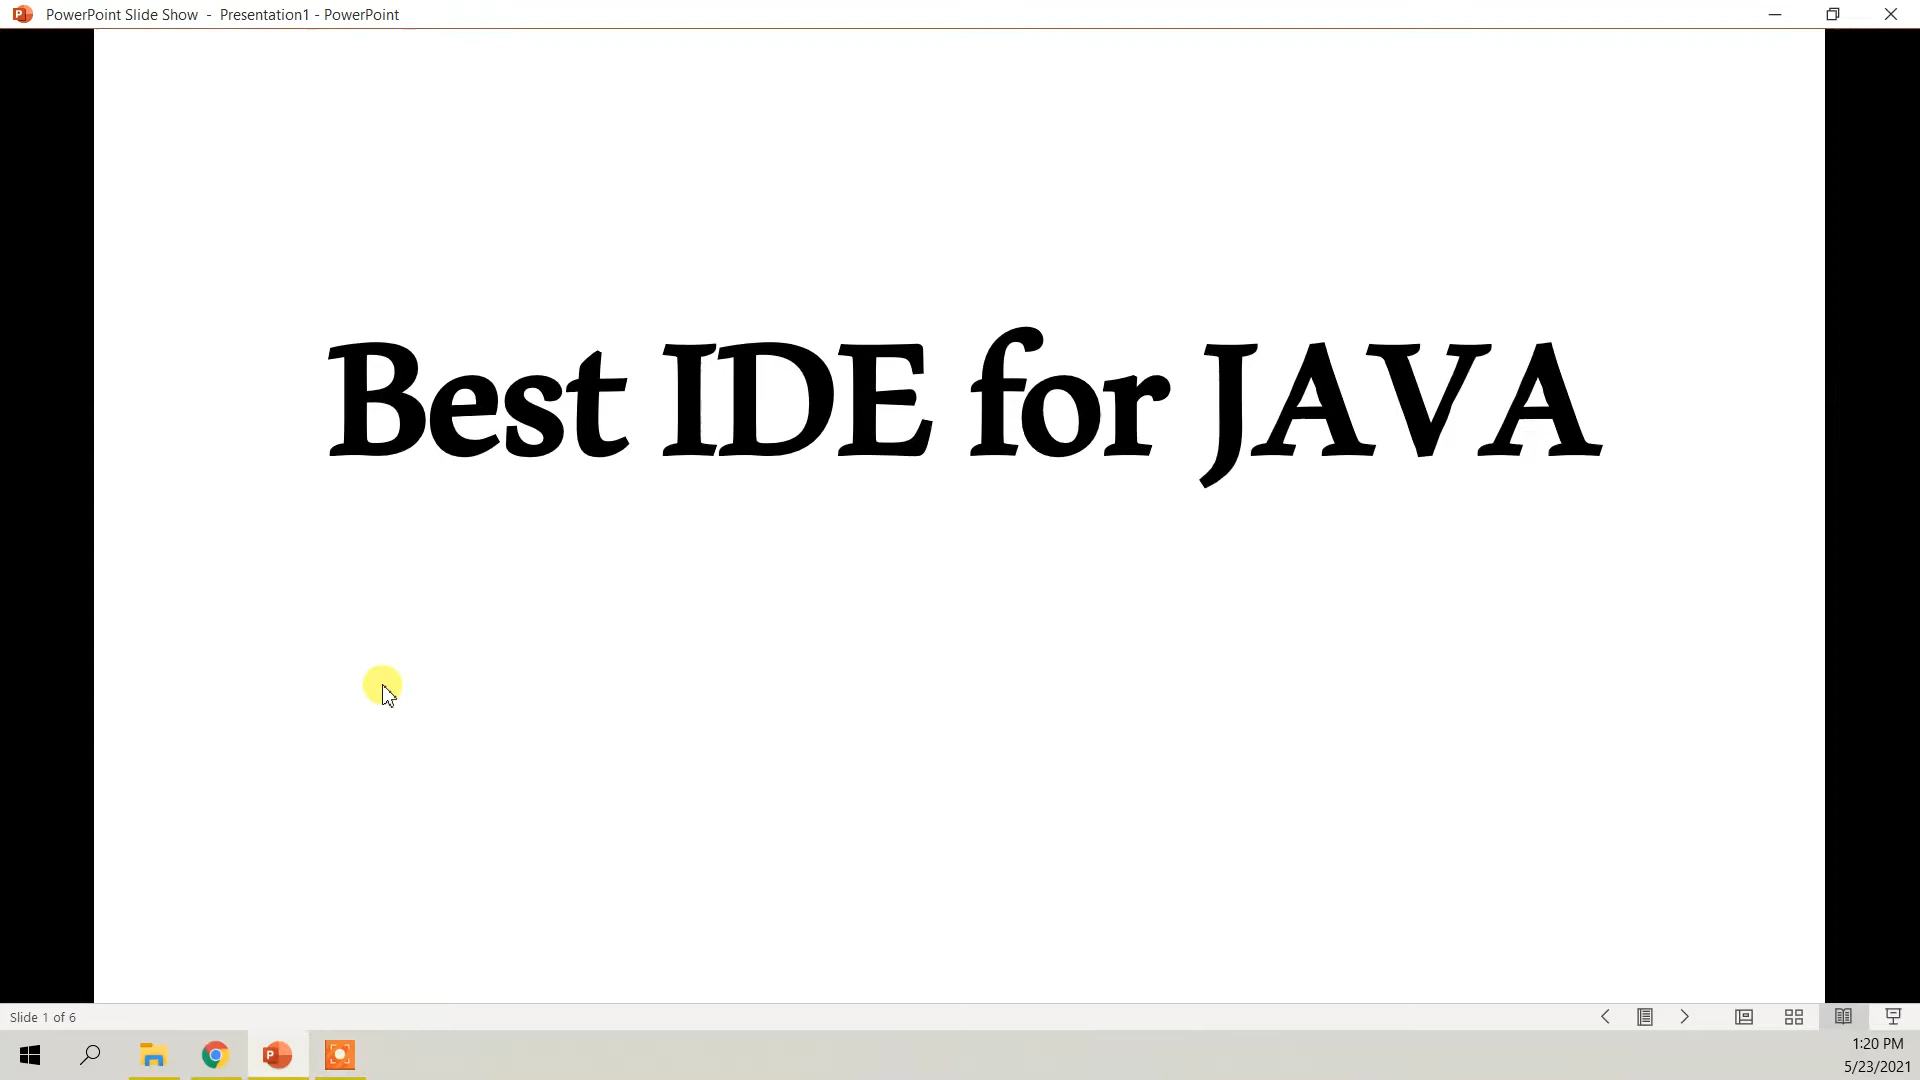 PowerPoint Slide Show - Presentation1 - PowerPoint
Best IDE for JAVA
Slide 1 of 6
1:20 PM
5/23/2021